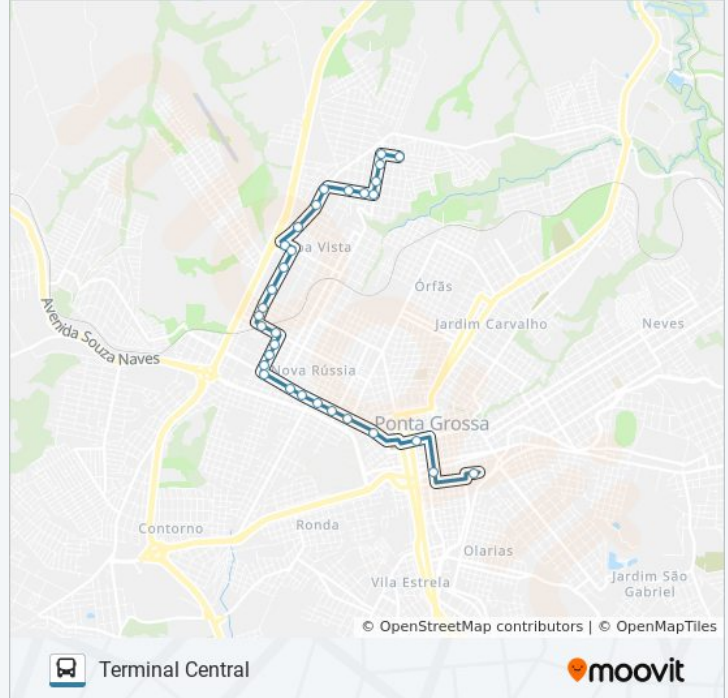 oa Vista
Órfãs
Jardim Carvalho
Neves
Avenida Souza Naves
Nova Rússia
Ponta Grossa
Contorno
Ronda
Olarias
Vila Estrela
Jardim São
Gabriel
© OpenStreetMap contributors | © OpenMapTiles
Terminal Central
moovit